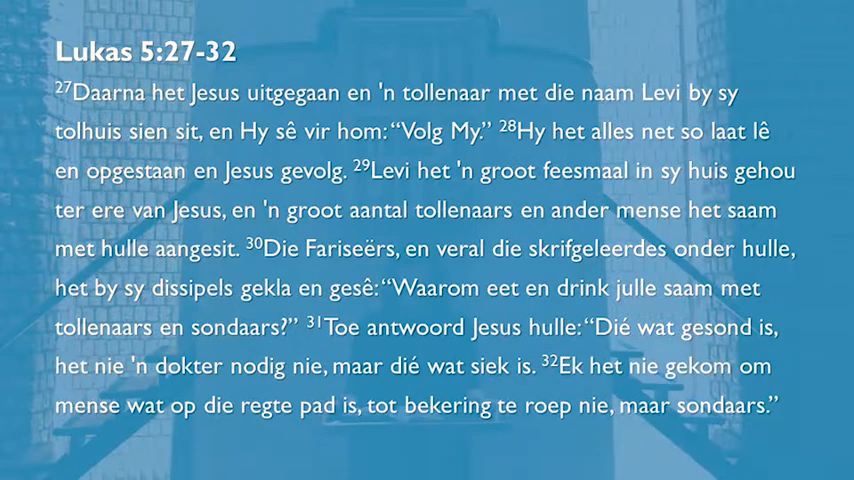 Lukas 5:27-32
27Daarna het Jesus uitgegaan en 'n tollenaar met die naam Levi by sy
tolhuis sien sit, en Hy sê vir hom: “Volg My.” 28Hy het alles net so laat lê
en opgestaan en Jesus gevolg. 29Levi het 'n groot feesmaal in sy huis gehou
ter ere van Jesus, en 'n groot aantal tollenaars en ander mense het saam
met hulle aangesit. 30Die Fariseërs, en veral die skrifgeleerdes onder hulle,
het by sy dissipels gekla en gesê: “Waarom eet en drink julle saam met
tollenaars en sondaars?” 31Toe antwoord Jesus hulle: “Dié wat gesond is,
het nie 'n dokter nodig nie, maar dié wat siek is. 32Ek het nie gekom om
mense wat op die regte pad is, tot bekering te roep nie, maar sondaars.”